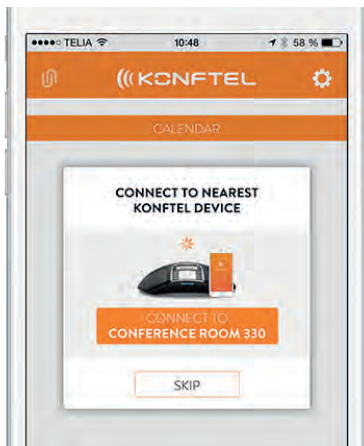 TELIA 10:48 58 %
KONFTEL
CALENDAR
CONNECT TO NEAREST
KONFTEL DEVICE
CONNECT TO
CONFERENCE ROOM 330
SKIP